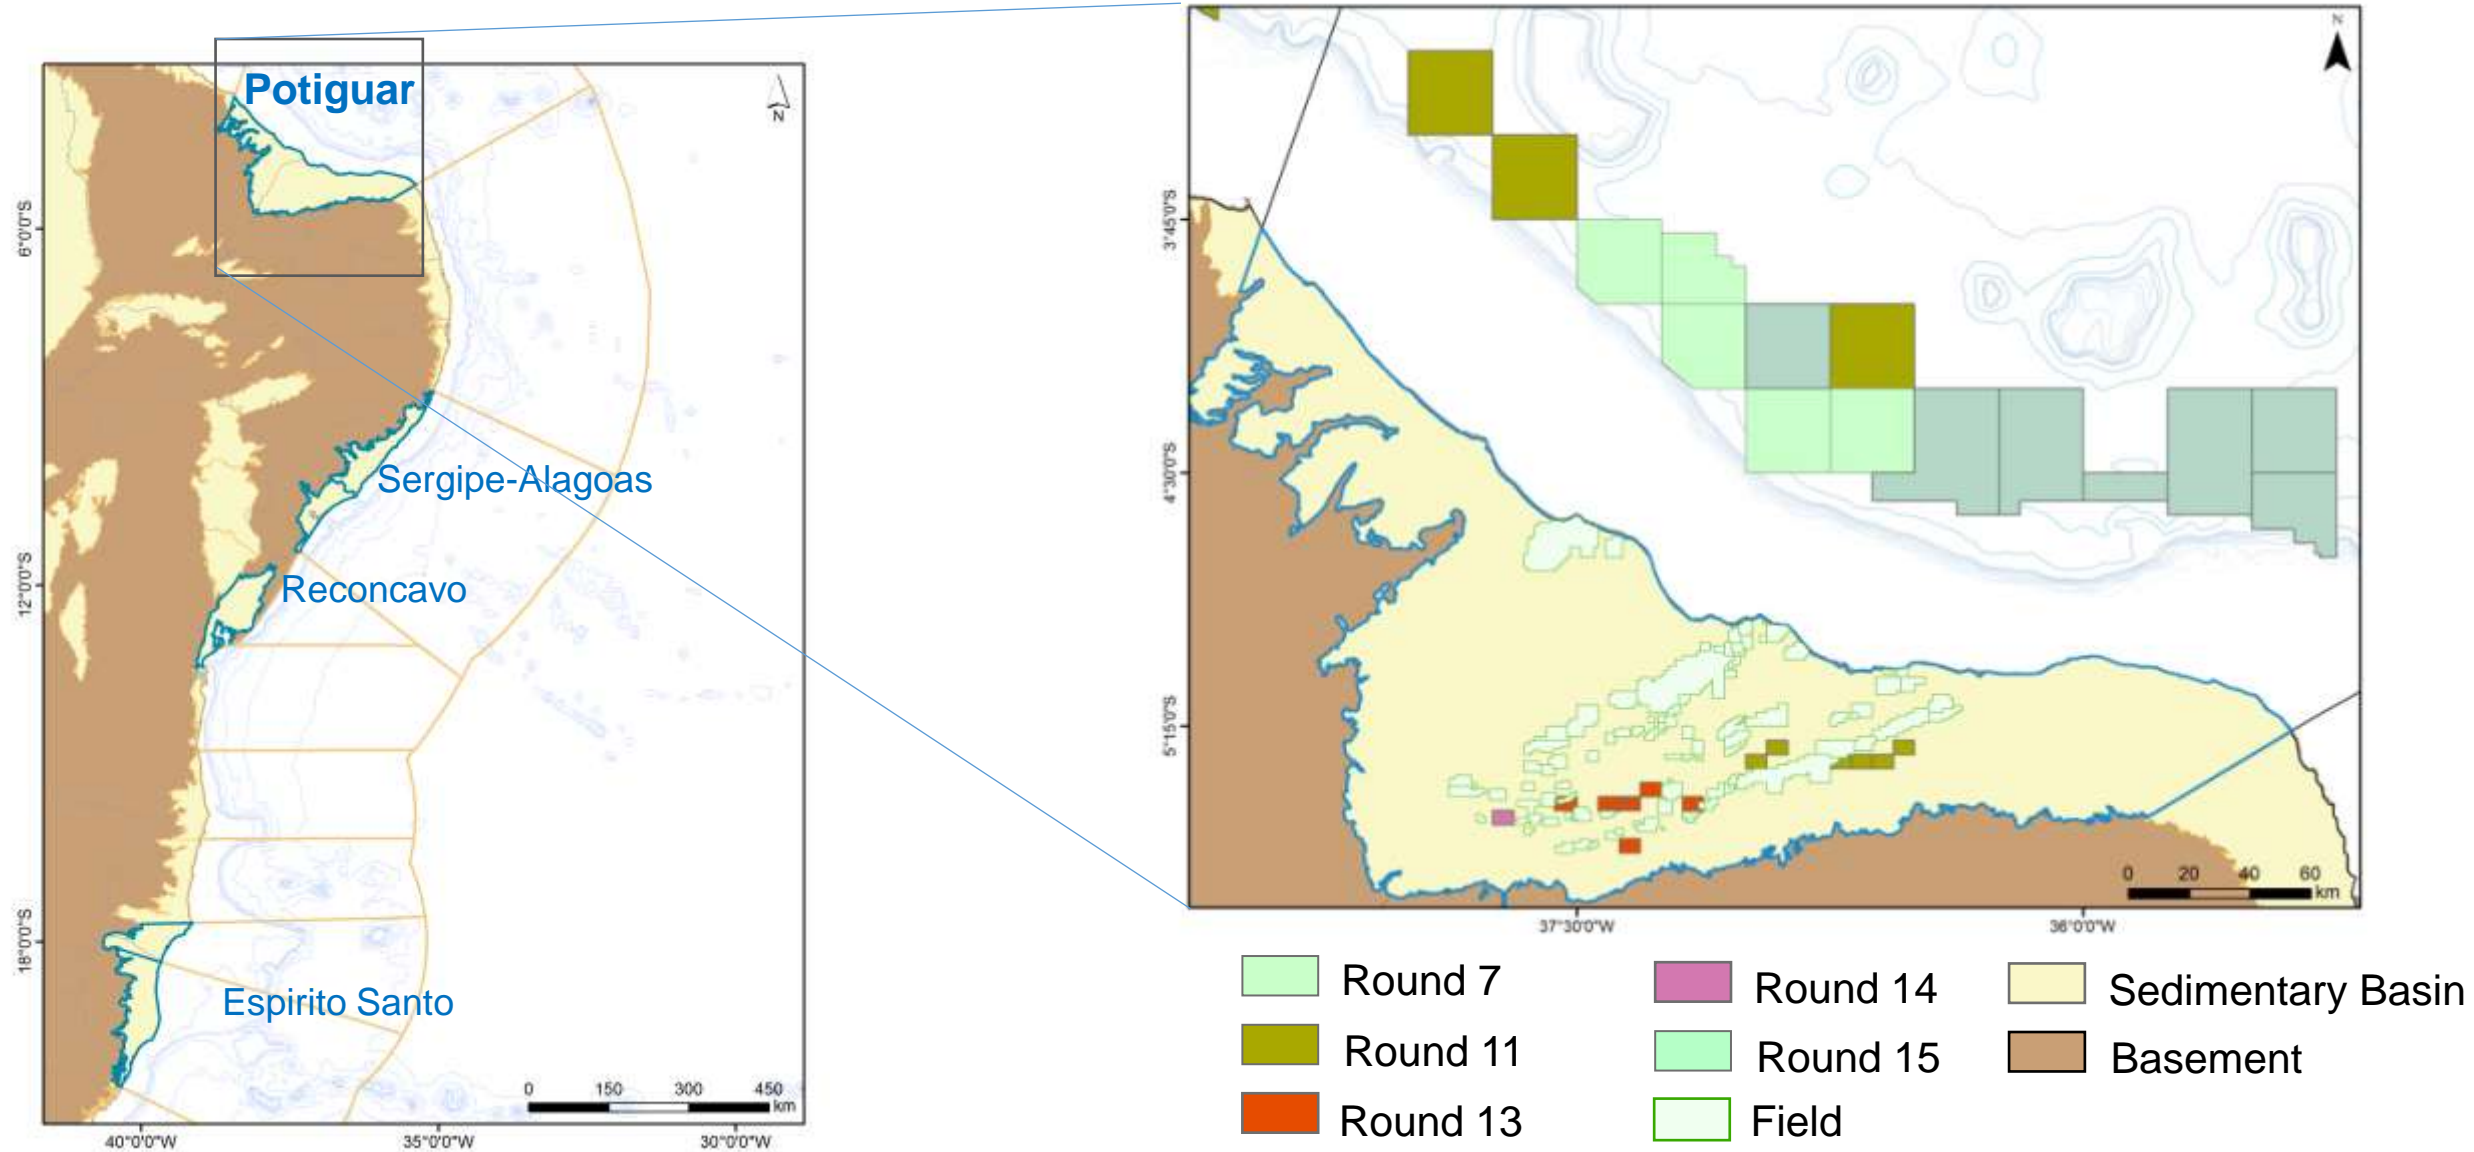 Potiguar
Sergipe-Alagoas
Reconcavo
Espirito Santo
N
6°0'0"S
12°0'0"S
18°0'0"S
40°0'0"W
35°0'0"W
30°0'0"W
0 150 300 450
km
N
3°45'0"S
4°30'0"S
5°15'0"S
37°30'0"W
36°0'0"W
0 20 40 60
km
Round 7
Round 14
Sedimentary Basin
Round 11
Round 15
Basement
Round 13
Field